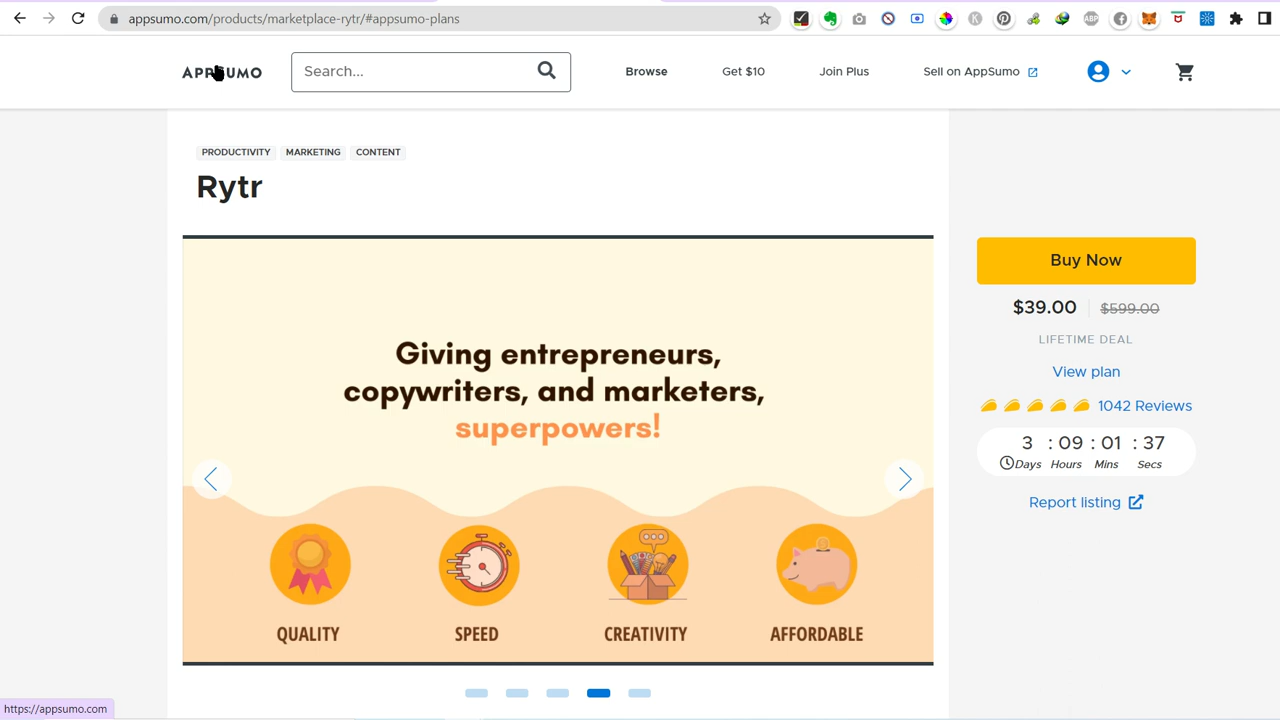 appsumo.com/products/marketplace-rytr/#appsumo-plans
APPSUMO
Search...
Browse
Get $10
Join Plus
Sell on AppSumo
PRODUCTIVITY
MARKETING
CONTENT
Rytr
Giving entrepreneurs,
copywriters, and marketers,
superpowers!
QUALITY
SPEED
CREATIVITY
AFFORDABLE
Buy Now
$39.00
$599.00
LIFETIME DEAL
View plan
1042 Reviews
3 : 09 : 01 : 37
Days Hours Mins Secs
Report listing
https://appsumo.com